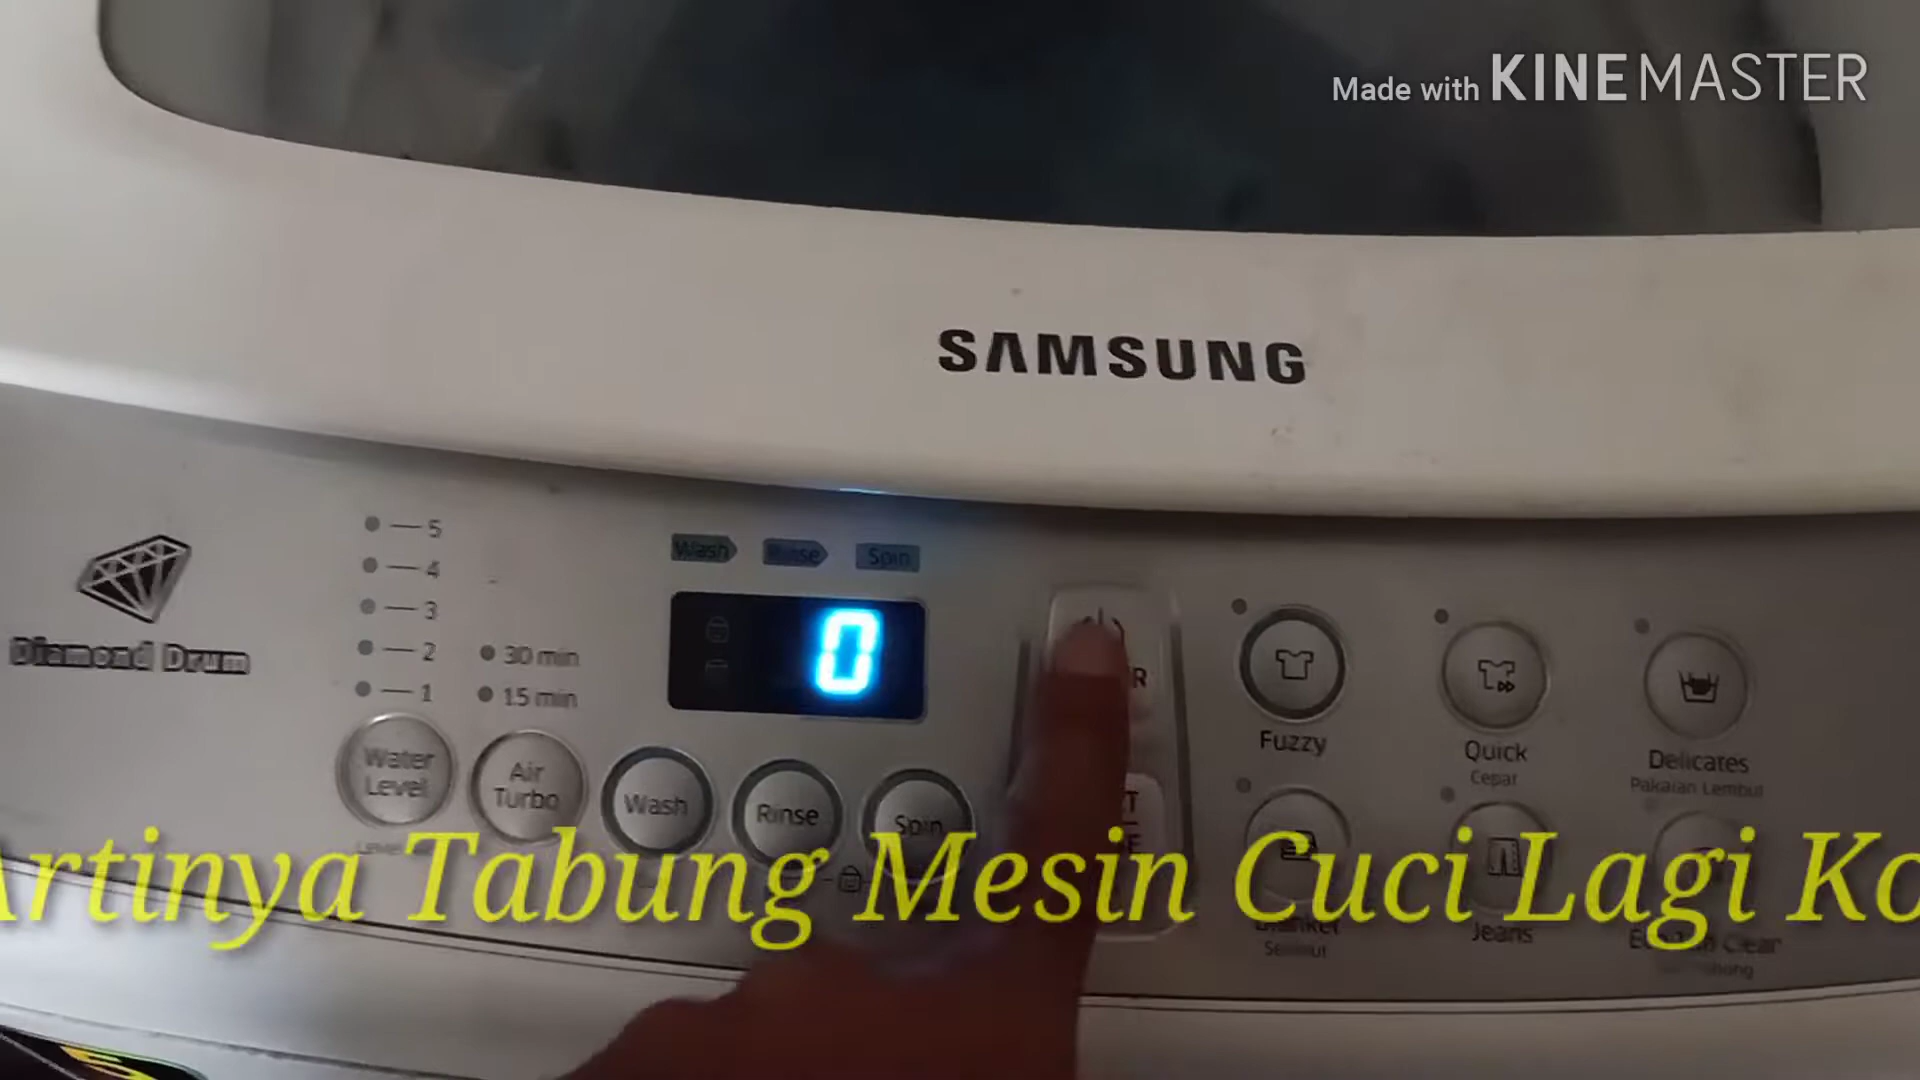 Made with KINEMASTER
SAMSUNG
Wash Rinse Spin
5
4
3
2
1
30 min
15 min
0
Diamond Drum
Water Level
Air Turbo
Wash
Rinse
Spin
Fuzzy
Quick
Cepat
Delicates
Pakaian Lembut
Artinya Tabung Mesin Cuci Lagi Ko
Blanket
Selimut
Jeans